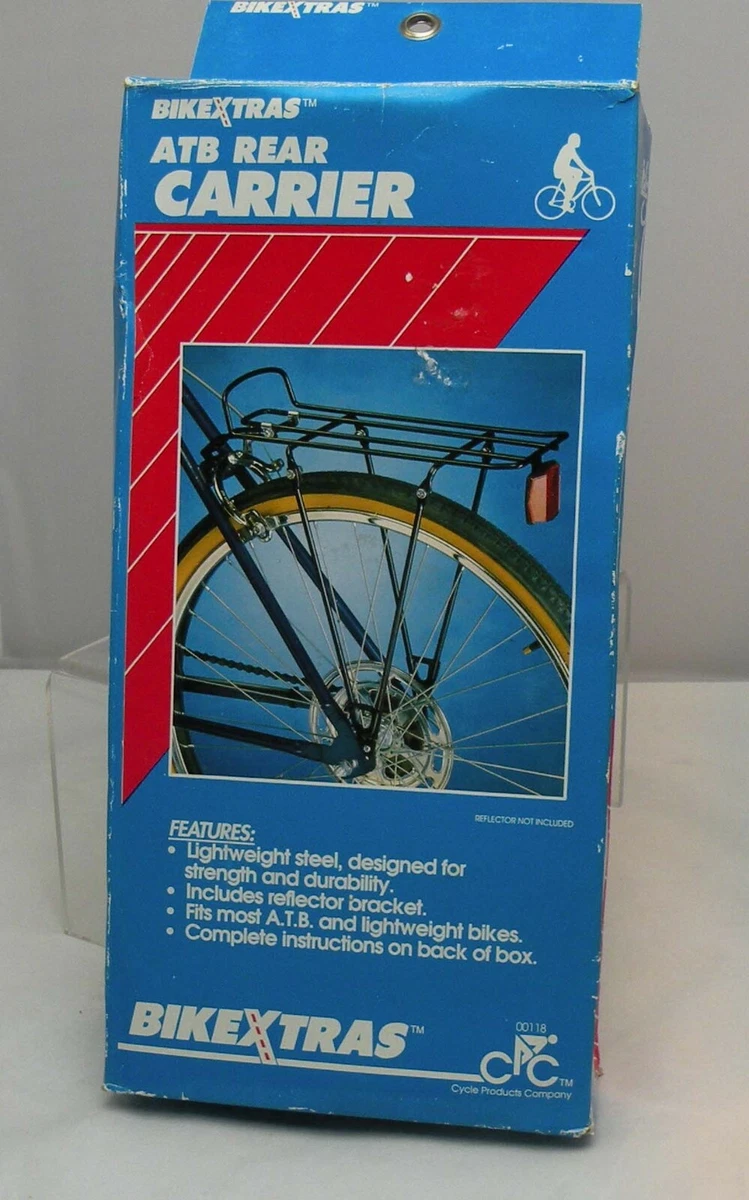 BIKEXTRAS™
BIKEXTRAS™
ATB REAR
CARRIER
REFLECTOR NOT INCLUDED
FEATURES:
• Lightweight steel, designed for
strength and durability.
• Includes reflector bracket.
• Fits most A.T.B. and lightweight bikes.
• Complete instructions on back of box.
BIKEXTRAS™
00118
CPC™
Cycle Products Company